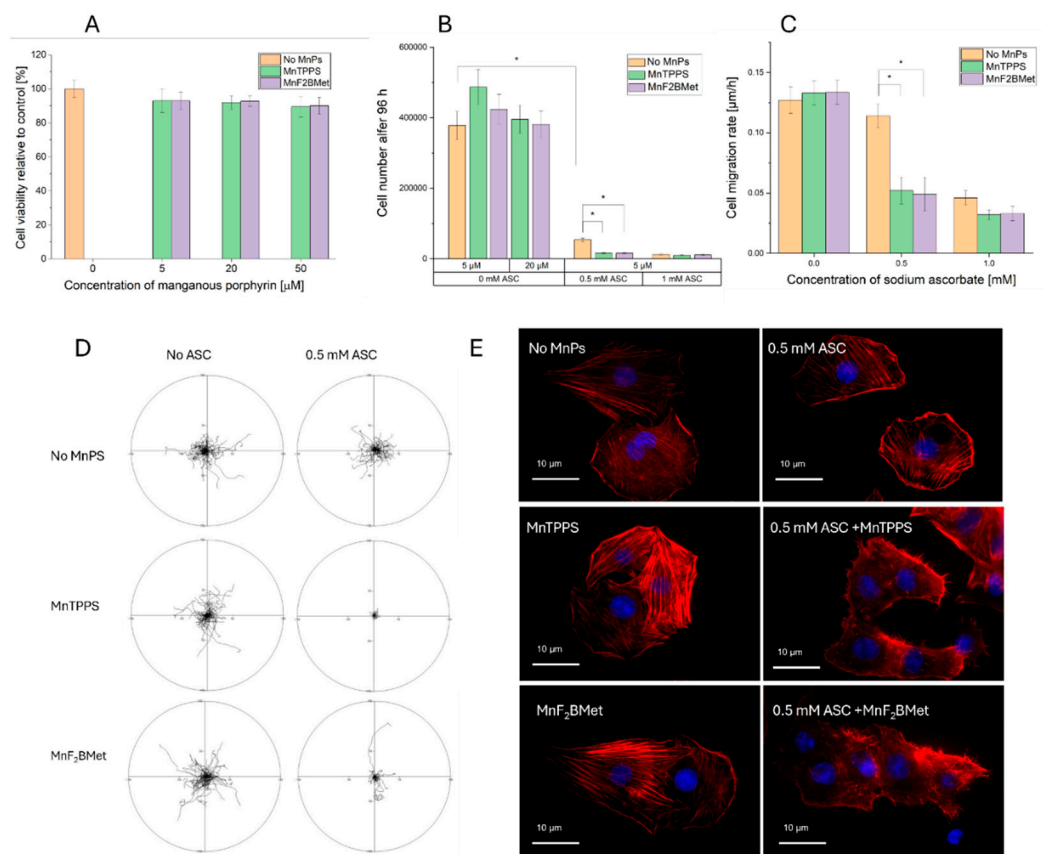 A
Cell viability relative to control [%]
120
100
80
60
40
20
0
No MnPs
MnTPPS
MnF2BMet
0
5
20
50
Concentration of manganous porphyrin [µM]
B
Cell number alfer 96 h
600000
400000
200000
0
*
No MnPs
MnTPPS
MnF2BMet
*
*
5 µM
20 µM
5 µM
0 mM ASC
0.5 mM ASC
1 mM ASC
C
Cell migration rate [µm/h]
0.15
0.10
0.05
0.00
No MnPs
MnTPPS
MnF2BMet
*
*
0.0
0.5
1.0
Concentration of sodium ascorbate [mM]
D
No ASC
0.5 mM ASC
No MnPS
MnTPPS
MnF₂BMet
E
No MnPs
10 µm
0.5 mM ASC
10 µm
MnTPPS
10 µm
0.5 mM ASC +MnTPPS
10 µm
MnF₂BMet
10 µm
0.5 mM ASC +MnF₂BMet
10 µm